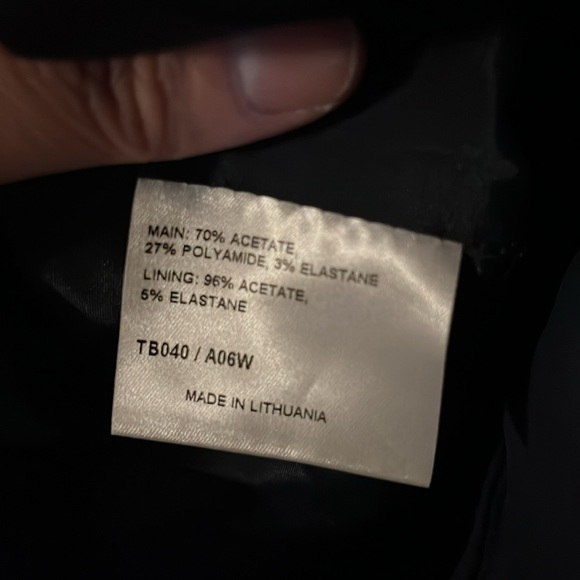 MAIN: 70% ACETATE,
27% POLYAMIDE, 3% ELASTANE
LINING: 96% ACETATE,
5% ELASTANE
TB040 / A06W
MADE IN LITHUANIA